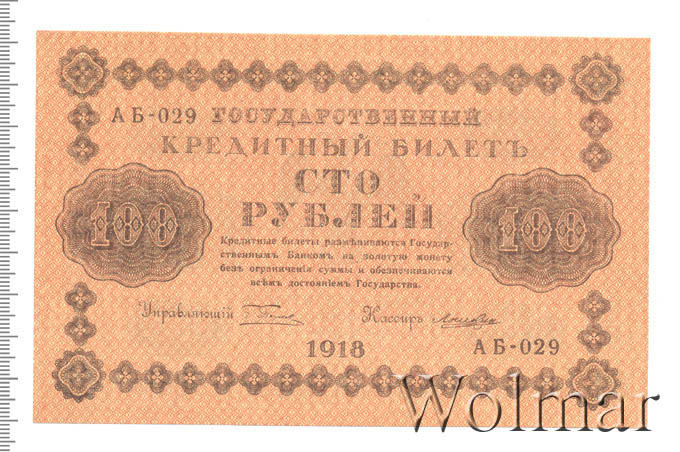 АБ-029 ГОСУДАРСТВЕННЫЙ
КРЕДИТНЫЙ БИЛЕТЪ
СТО
РУБЛЕЙ
100
100
Кредитные билеты размѣниваются Государ-
ственнымъ Банкомъ на золотую монету
безъ ограниченія суммы и обезпечиваются
всѣмъ достояніемъ Государства.
Управляющій
Кассиръ
1918
АБ-029
Wolmar